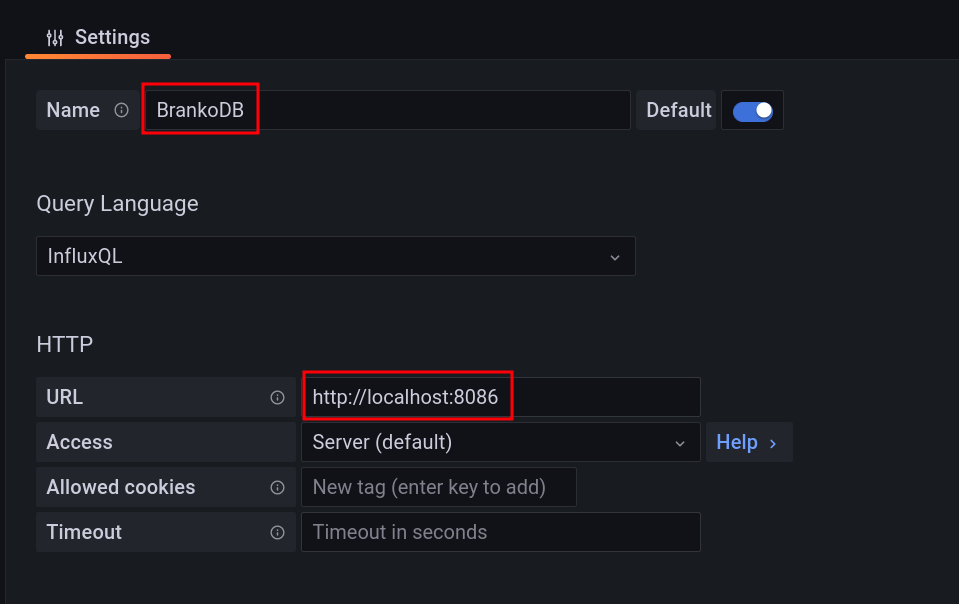 Settings
Name BrankoDB Default
Query Language
InfluxQL
HTTP
URL http://localhost:8086
Access Server (default) Help
Allowed cookies New tag (enter key to add)
Timeout Timeout in seconds